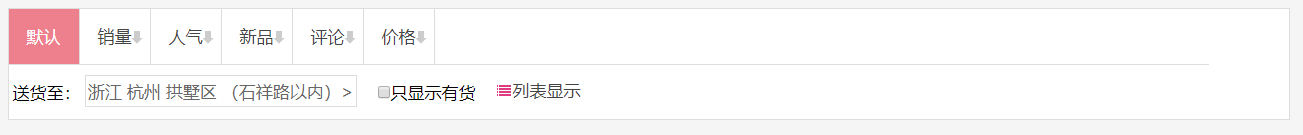 默认 销量 人气 新品 评论 价格
送货至： 浙江 杭州 拱墅区 （石祥路以内）> 只显示有货 列表显示